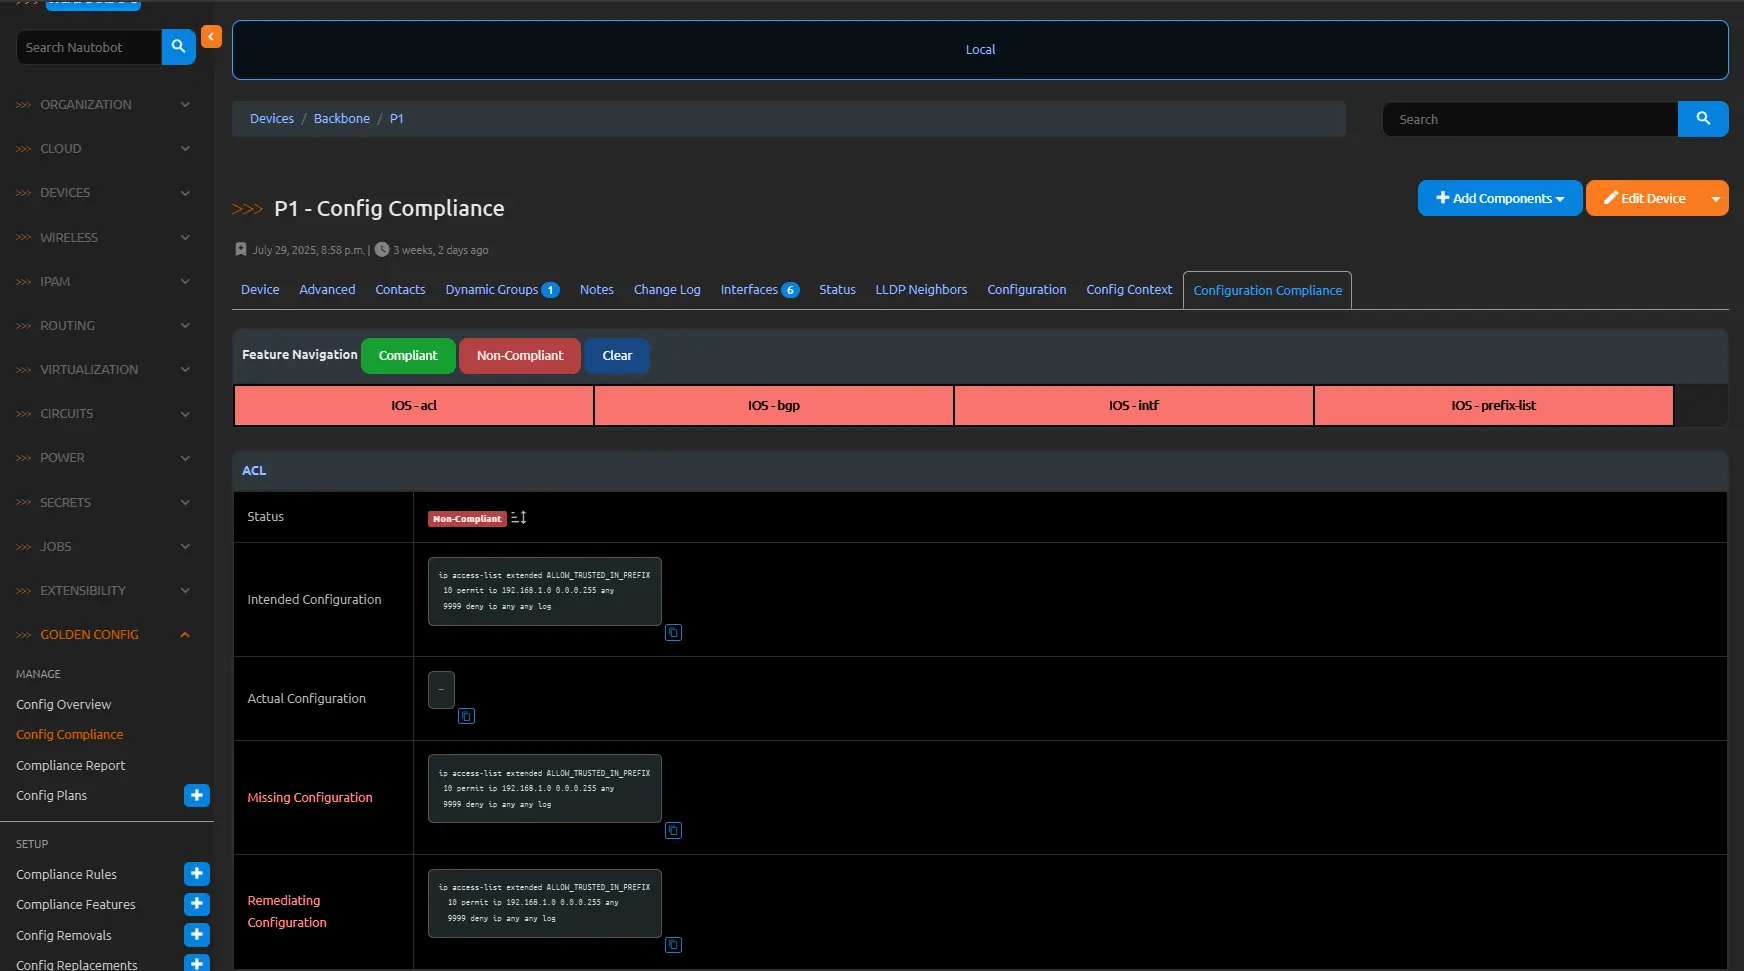 Search Nautobot
>>> ORGANIZATION
>>> CLOUD
>>> DEVICES
>>> WIRELESS
>>> IPAM
>>> ROUTING
>>> VIRTUALIZATION
>>> CIRCUITS
>>> POWER
>>> SECRETS
>>> JOBS
>>> EXTENSIBILITY
>>> GOLDEN CONFIG
MANAGE
Config Overview
Config Compliance
Compliance Report
Config Plans
SETUP
Compliance Rules
Compliance Features
Config Removals
Config Replacements
Local
Devices / Backbone / P1
Search
>>> P1 - Config Compliance
Add Components
Edit Device
July 29, 2025, 8:58 p.m. | 3 weeks, 2 days ago
Device Advanced Contacts Dynamic Groups 1 Notes Change Log Interfaces 6 Status LLDP Neighbors Configuration Config Context Configuration Compliance
Feature Navigation Compliant Non-Compliant Clear
IOS - acl IOS - bgp IOS - intf IOS - prefix-list
ACL
Status
Non-Compliant
Intended Configuration
ip access-list extended ALLOW_TRUSTED_IN_PREFIX
10 permit ip 192.168.1.0 0.0.0.255 any
9999 deny ip any any log
Actual Configuration
-
Missing Configuration
ip access-list extended ALLOW_TRUSTED_IN_PREFIX
10 permit ip 192.168.1.0 0.0.0.255 any
9999 deny ip any any log
Remediating
Configuration
ip access-list extended ALLOW_TRUSTED_IN_PREFIX
10 permit ip 192.168.1.0 0.0.0.255 any
9999 deny ip any any log